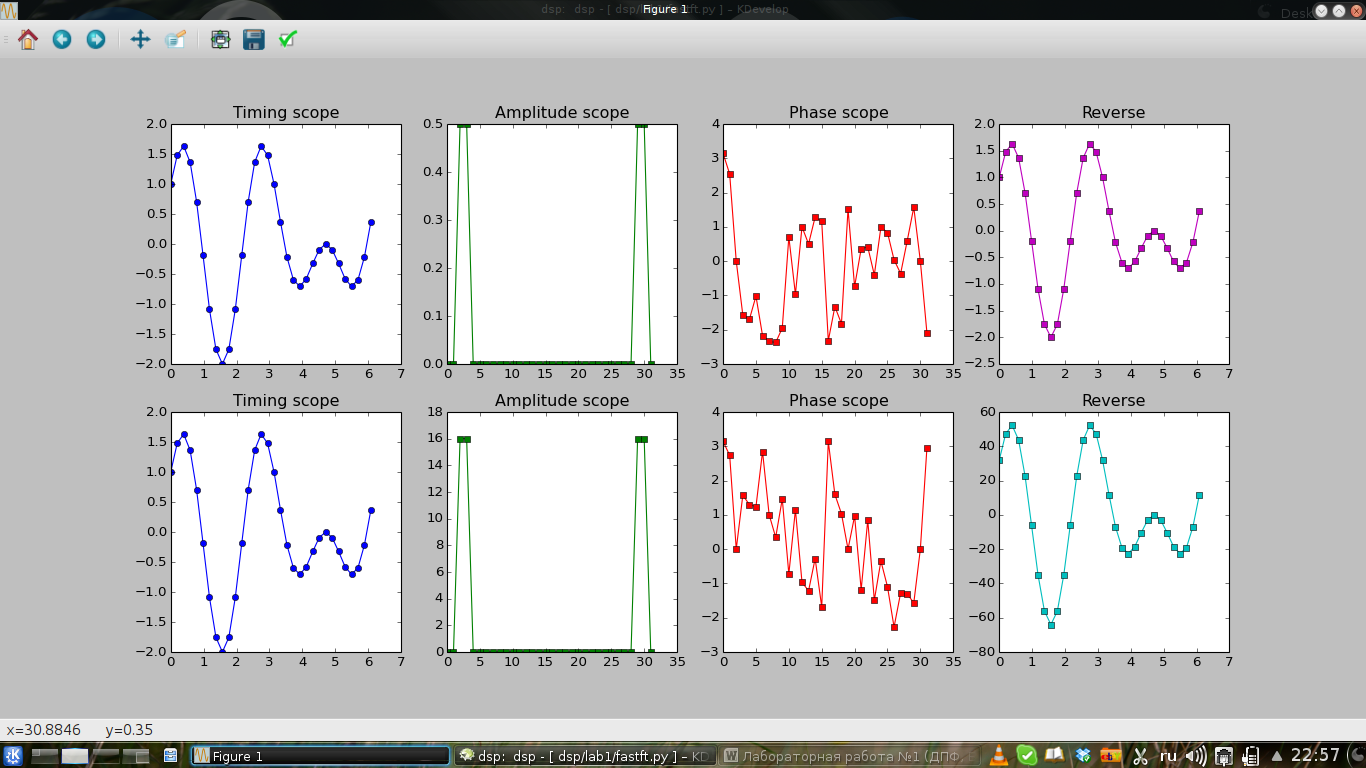 dsp: dsp - [ dsp/lab1/fastft.py ] – KDevelop
Figure 1
Desk
Timing scope Amplitude scope Phase scope Reverse
2.0 0.5 4 2.0
1.5 3 1.5
1.0 0.4 1.0
0.5 2 0.5
0.3 1 0.0
0.0 −0.5
−0.5 0.2 0 −1.0
−1.0 0.1 −1 −1.5
−1.5 −2 −2.0
−2.0 0.0 −3 −2.5
0 1 2 3 4 5 6 7 0 5 10 15 20 25 30 35 0 5 10 15 20 25 30 35 0 1 2 3 4 5 6 7
Timing scope Amplitude scope Phase scope Reverse
2.0 18 4 60
1.5 16 3 40
1.0 14 2 20
0.5 12 1 0
0.0 10 0 −20
−0.5 8 −1 −40
−1.0 6 −2 −60
−1.5 4 −3 −80
−2.0 2
0
0 1 2 3 4 5 6 7 0 5 10 15 20 25 30 35 0 5 10 15 20 25 30 35 0 1 2 3 4 5 6 7
x=30.8846 y=0.35
Figure 1 dsp: dsp - [ dsp/lab1/fastft.py ] – KD Лабораторная работа №1 (ДПФ, ru 22:57